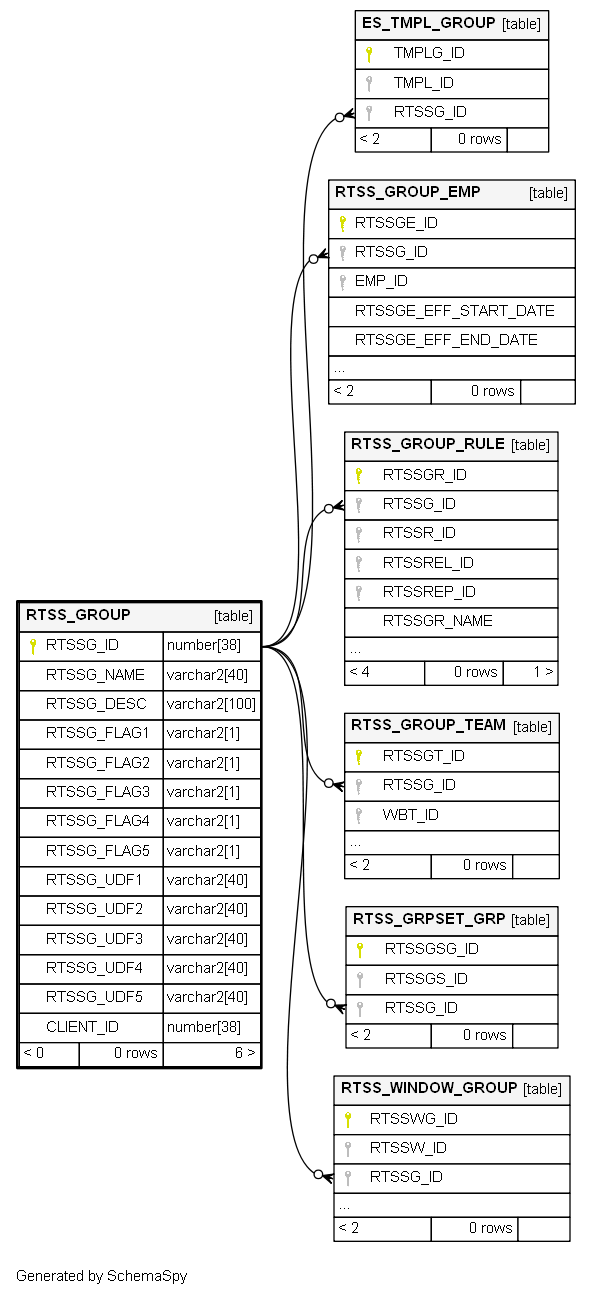 ES_TMPL_GROUP [table]
TMPLG_ID
TMPL_ID
RTSSG_ID
< 2 0 rows
RTSS_GROUP_EMP [table]
RTSSGE_ID
RTSSG_ID
EMP_ID
RTSSGE_EFF_START_DATE
RTSSGE_EFF_END_DATE
...
< 2 0 rows
RTSS_GROUP_RULE [table]
RTSSGR_ID
RTSSG_ID
RTSSR_ID
RTSSREL_ID
RTSSREP_ID
RTSSGR_NAME
...
< 4 0 rows 1 >
RTSS_GROUP [table]
RTSSG_ID number[38]
RTSSG_NAME varchar2[40]
RTSSG_DESC varchar2[100]
RTSSG_FLAG1 varchar2[1]
RTSSG_FLAG2 varchar2[1]
RTSSG_FLAG3 varchar2[1]
RTSSG_FLAG4 varchar2[1]
RTSSG_FLAG5 varchar2[1]
RTSSG_UDF1 varchar2[40]
RTSSG_UDF2 varchar2[40]
RTSSG_UDF3 varchar2[40]
RTSSG_UDF4 varchar2[40]
RTSSG_UDF5 varchar2[40]
CLIENT_ID number[38]
< 0 0 rows 6 >
RTSS_GROUP_TEAM [table]
RTSSGT_ID
RTSSG_ID
WBT_ID
...
< 2 0 rows
RTSS_GRPSET_GRP [table]
RTSSGSG_ID
RTSSGS_ID
RTSSG_ID
< 2 0 rows
RTSS_WINDOW_GROUP [table]
RTSSWG_ID
RTSSW_ID
RTSSG_ID
...
< 2 0 rows
Generated by SchemaSpy